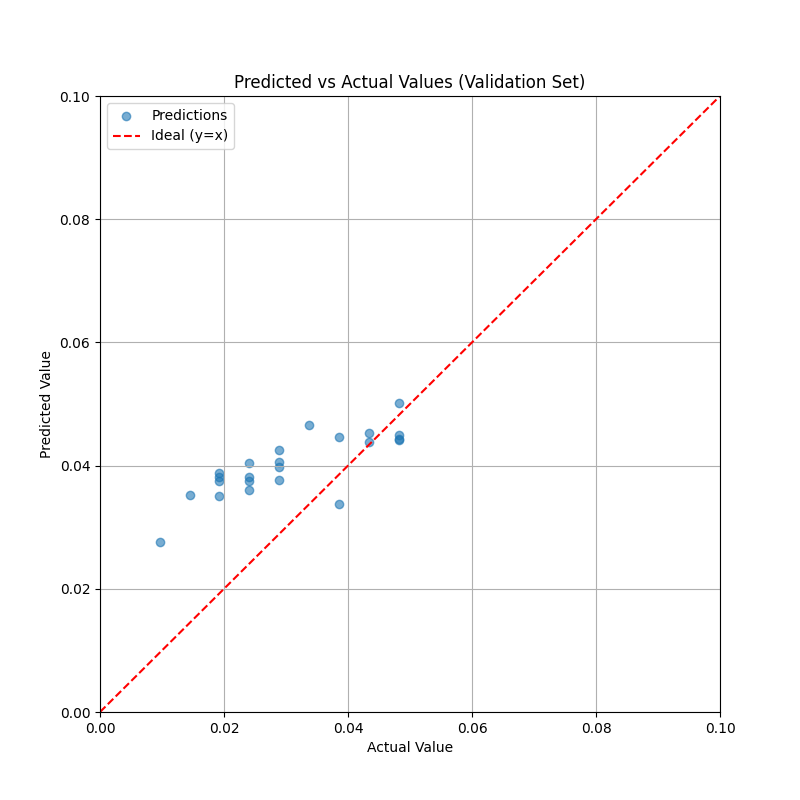 Predicted vs Actual Values (Validation Set)
Predictions
Ideal (y=x)
0.10
0.08
0.06
0.04
0.02
0.00
Predicted Value
0.00 0.02 0.04 0.06 0.08 0.10
Actual Value